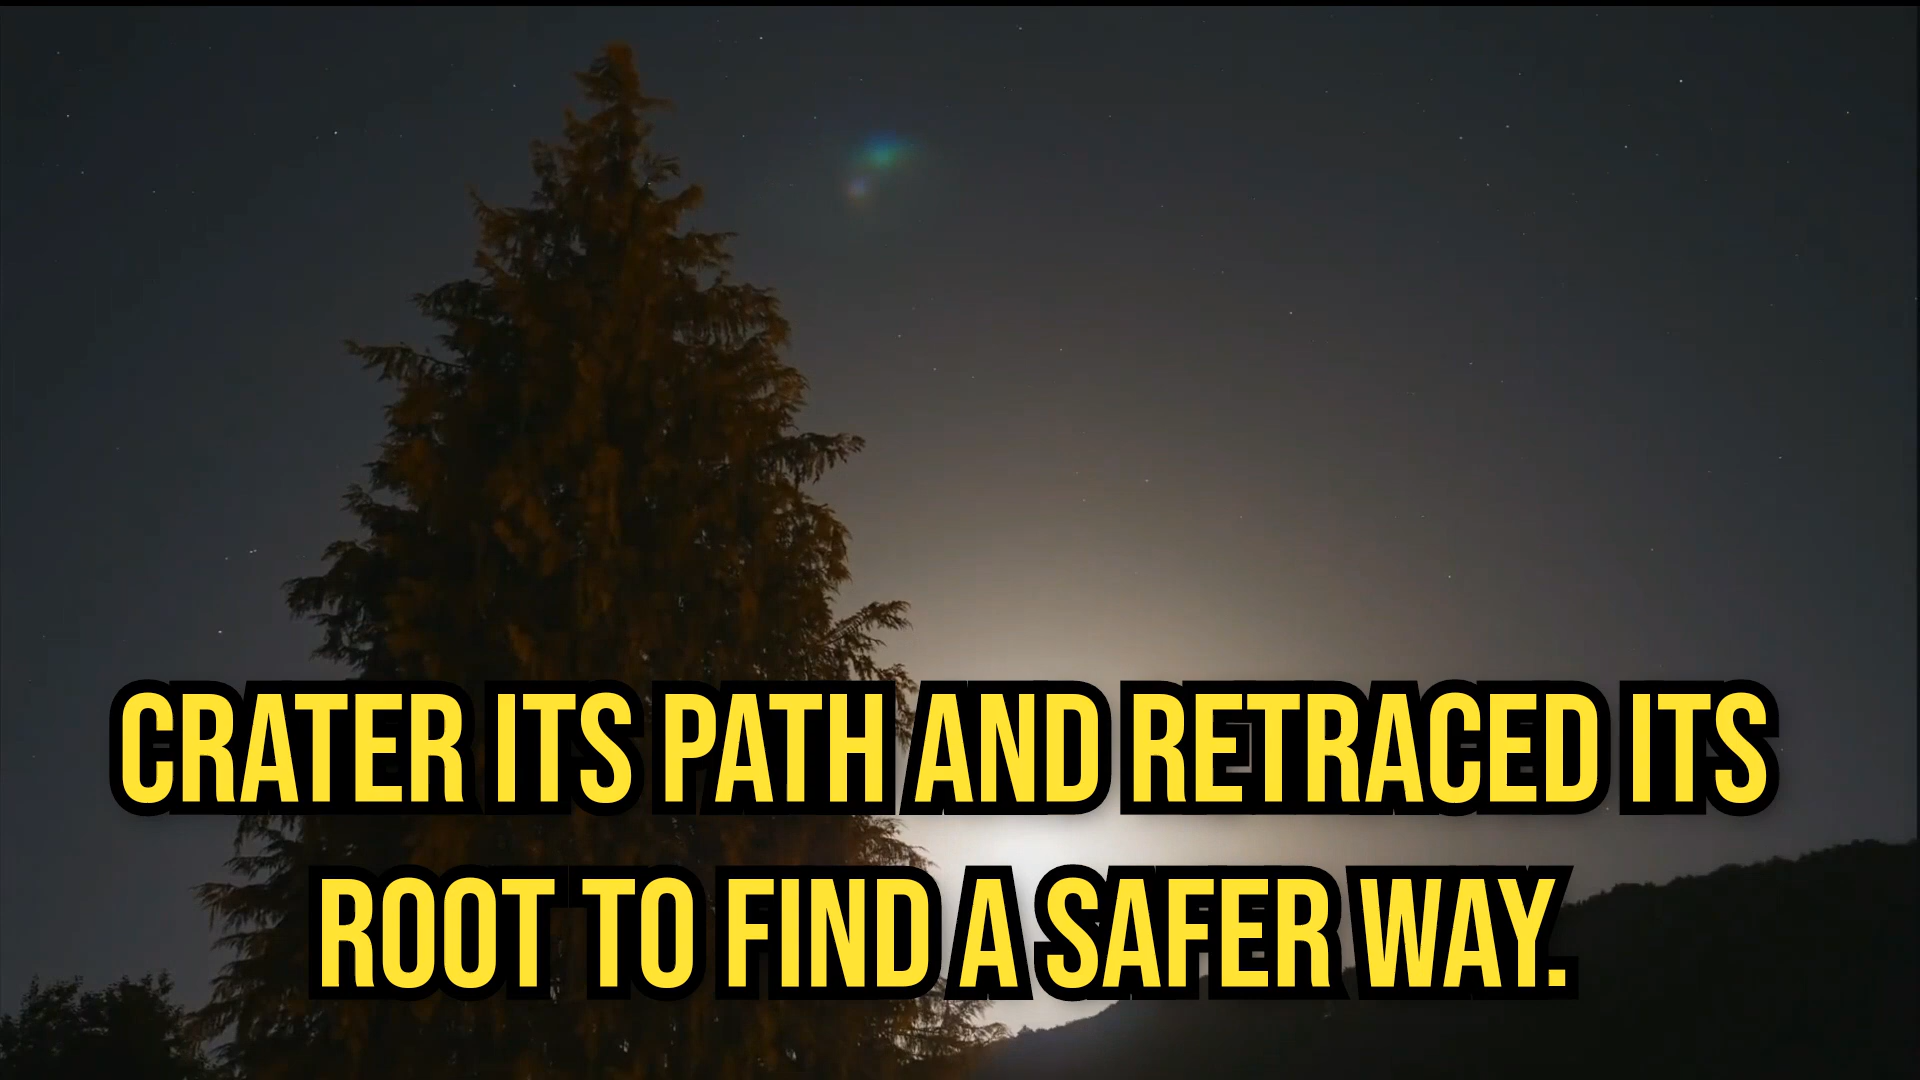 CRATER ITS PATH AND RETRACED ITS
ROOT TO FIND A SAFER WAY.